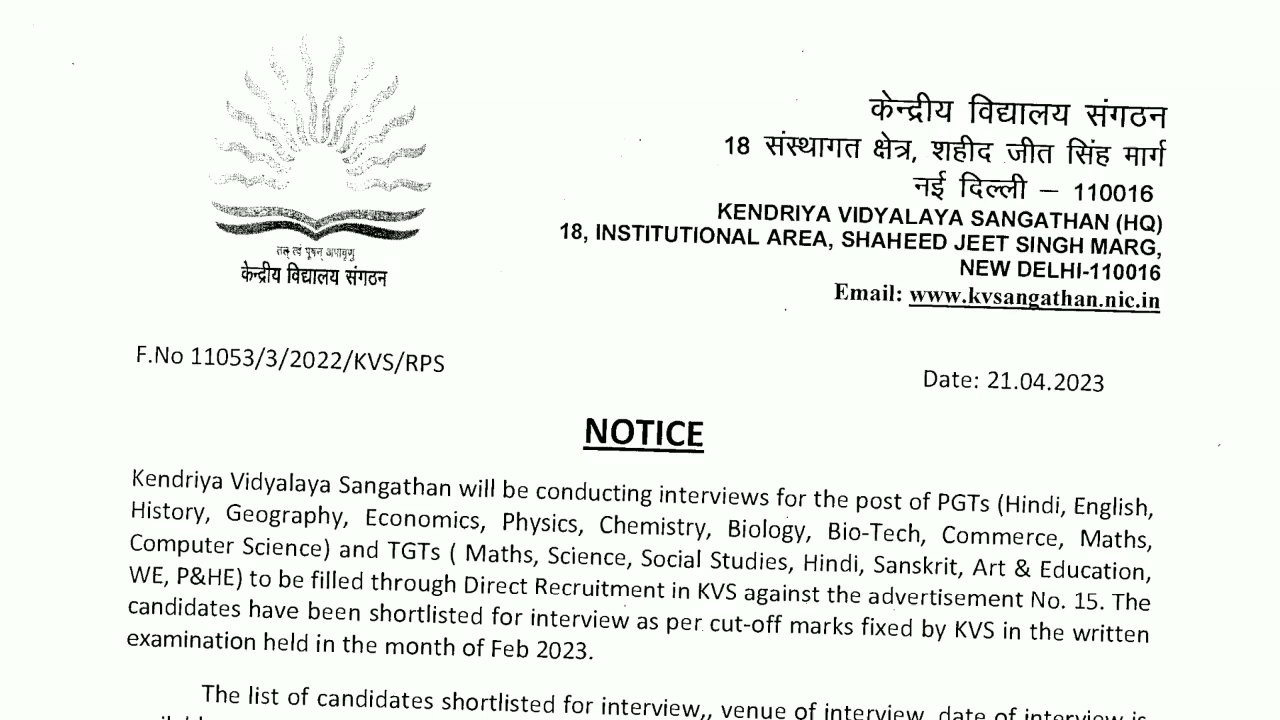 तत् त्वं पूषन् अपावृणु
केन्द्रीय विद्यालय संगठन
केन्द्रीय विद्यालय संगठन
18 संस्थागत क्षेत्र, शहीद जीत सिंह मार्ग
नई दिल्ली – 110016
KENDRIYA VIDYALAYA SANGATHAN (HQ)
18, INSTITUTIONAL AREA, SHAHEED JEET SINGH MARG,
NEW DELHI-110016
Email: www.kvsangathan.nic.in
F.No 11053/3/2022/KVS/RPS
Date: 21.04.2023
NOTICE
Kendriya Vidyalaya Sangathan will be conducting interviews for the post of PGTs (Hindi, English,
History, Geography, Economics, Physics, Chemistry, Biology, Bio-Tech, Commerce, Maths,
Computer Science) and TGTs ( Maths, Science, Social Studies, Hindi, Sanskrit, Art & Education,
WE, P&HE) to be filled through Direct Recruitment in KVS against the advertisement No. 15. The
candidates have been shortlisted for interview as per cut-off marks fixed by KVS in the written
examination held in the month of Feb 2023.
The list of candidates shortlisted for interview,, venue of interview, date of interview is